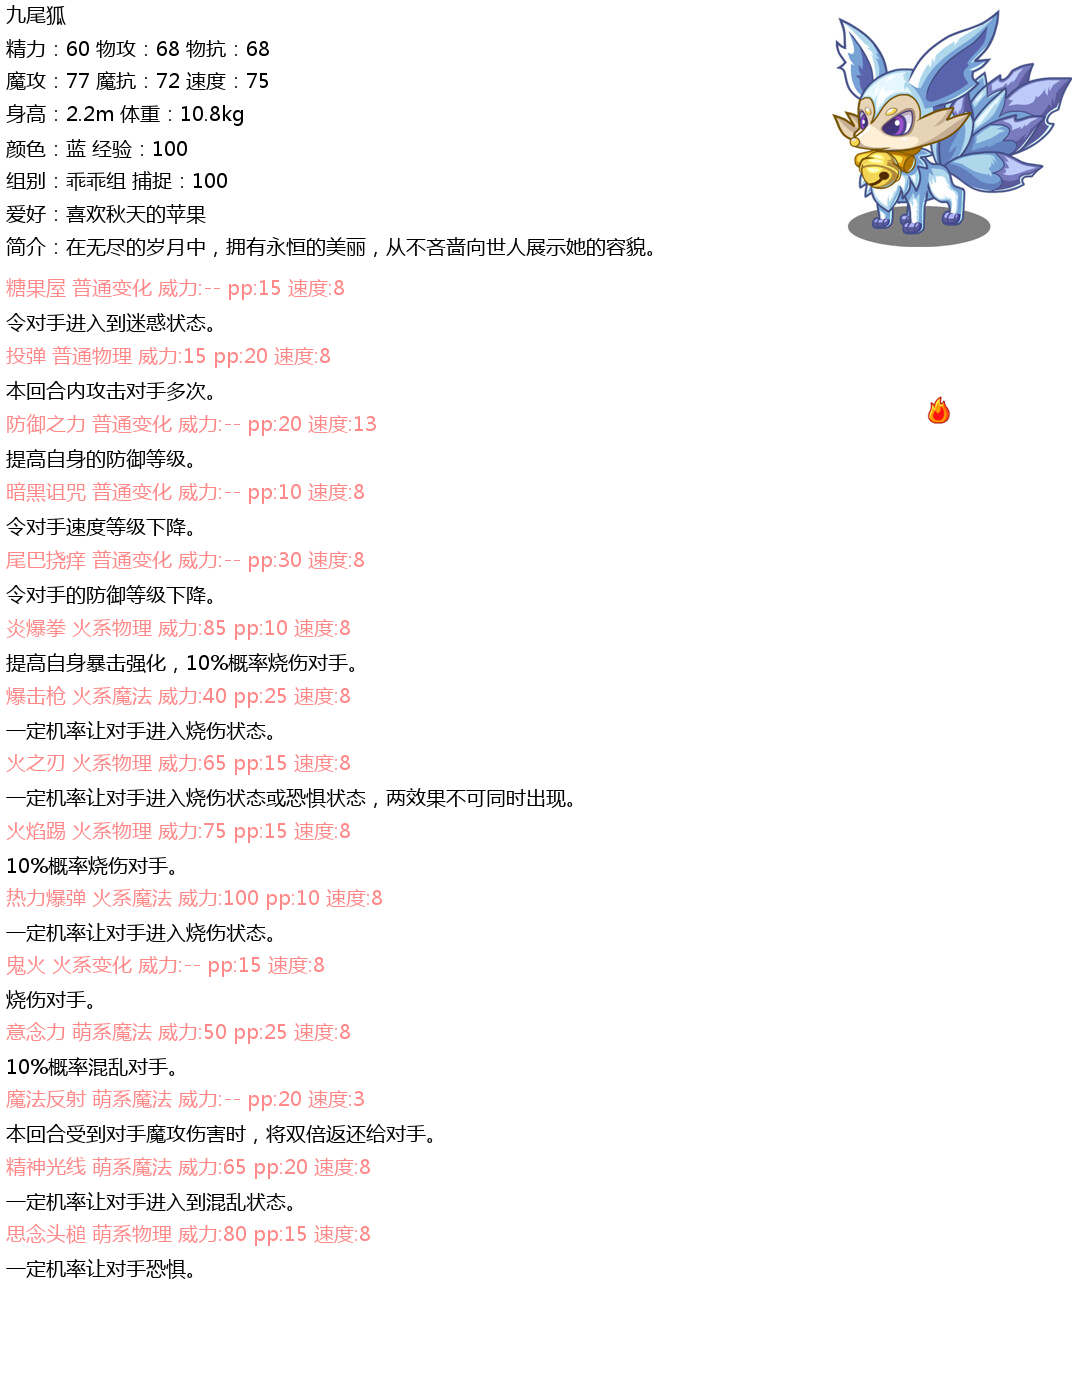 九尾狐
精力：60 物攻：68 物抗：68
魔攻：77 魔抗：72 速度：75
身高：2.2m 体重：10.8kg
颜色：蓝 经验：100
组别：乖乖组 捕捉：100
爱好：喜欢秋天的苹果
简介：在无尽的岁月中，拥有永恒的美丽，从不吝啬向世人展示她的容貌。
糖果屋 普通变化 威力:-- pp:15 速度:8
令对手进入到迷惑状态。
投弹 普通物理 威力:15 pp:20 速度:8
本回合内攻击对手多次。
防御之力 普通变化 威力:-- pp:20 速度:13
提高自身的防御等级。
暗黑诅咒 普通变化 威力:-- pp:10 速度:8
令对手速度等级下降。
尾巴挠痒 普通变化 威力:-- pp:30 速度:8
令对手的防御等级下降。
炎爆拳 火系物理 威力:85 pp:10 速度:8
提高自身暴击强化，10%概率烧伤对手。
爆击枪 火系魔法 威力:40 pp:25 速度:8
一定机率让对手进入烧伤状态。
火之刃 火系物理 威力:65 pp:15 速度:8
一定机率让对手进入烧伤状态或恐惧状态，两效果不可同时出现。
火焰踢 火系物理 威力:75 pp:15 速度:8
10%概率烧伤对手。
热力爆弹 火系魔法 威力:100 pp:10 速度:8
一定机率让对手进入烧伤状态。
鬼火 火系变化 威力:-- pp:15 速度:8
烧伤对手。
意念力 萌系魔法 威力:50 pp:25 速度:8
10%概率混乱对手。
魔法反射 萌系魔法 威力:-- pp:20 速度:3
本回合受到对手魔攻伤害时，将双倍返还给对手。
精神光线 萌系魔法 威力:65 pp:20 速度:8
一定机率让对手进入到混乱状态。
思念头槌 萌系物理 威力:80 pp:15 速度:8
一定机率让对手恐惧。